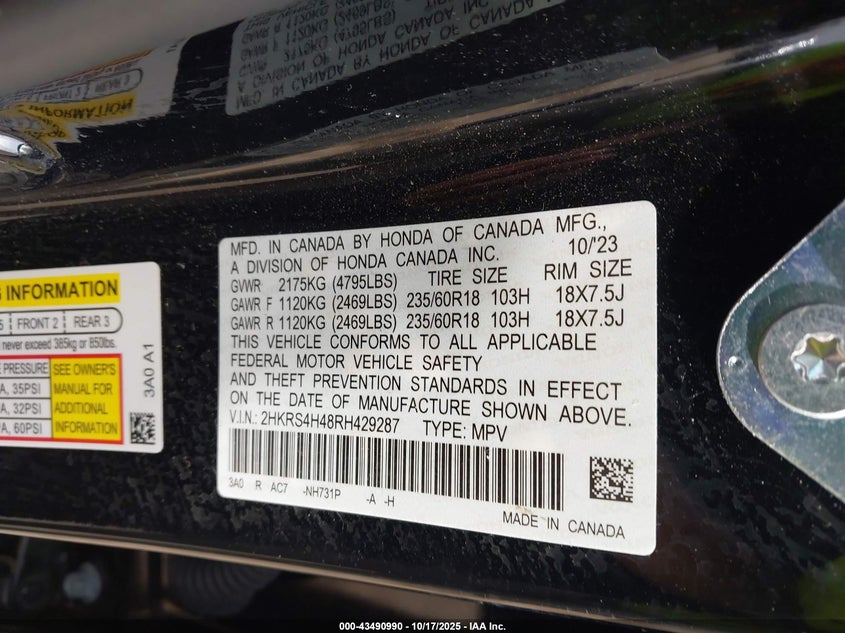 MFD. IN CANADA BY HONDA OF CANADA MFG.,
A DIVISION OF HONDA CANADA INC. 10/'23
GVWR 2175KG (4795LBS) TIRE SIZE RIM SIZE
GAWR F 1120KG (2469LBS) 235/60R18 103H 18X7.5J
GAWR R 1120KG (2469LBS) 235/60R18 103H 18X7.5J
THIS VEHICLE CONFORMS TO ALL APPLICABLE
FEDERAL MOTOR VEHICLE SAFETY
AND THEFT PREVENTION STANDARDS IN EFFECT
ON THE DATE OF MANUFACTURE SHOWN ABOVE.
V.I.N.: 2HKRS4H48RH429287 TYPE: MPV
3A0 R AC7 -NH731P -A -H
MADE IN CANADA
INFORMATION
5 FRONT 2 REAR 3
never exceed 385kg or 850lbs.
PRESSURE SEE OWNER'S
A, 35PSI MANUAL FOR
A, 32PSI ADDITIONAL
A, 60PSI INFORMATION
3A0 A1
000-43490990 - 10/17/2025 - IAA Inc.